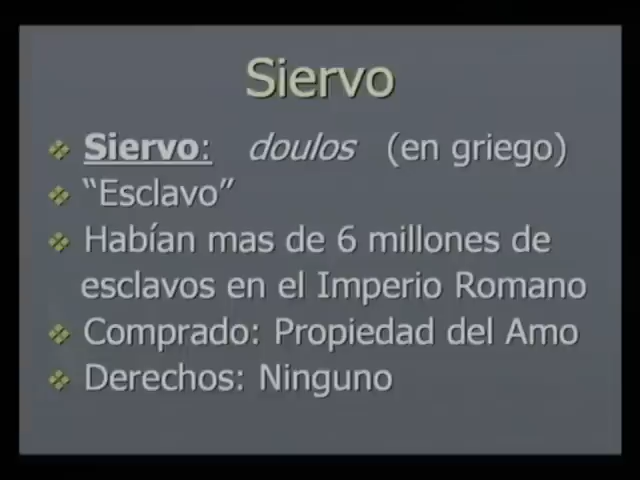 Siervo
Siervo: doulos (en griego)
“Esclavo”
Habían mas de 6 millones de
esclavos en el Imperio Romano
Comprado: Propiedad del Amo
Derechos: Ninguno